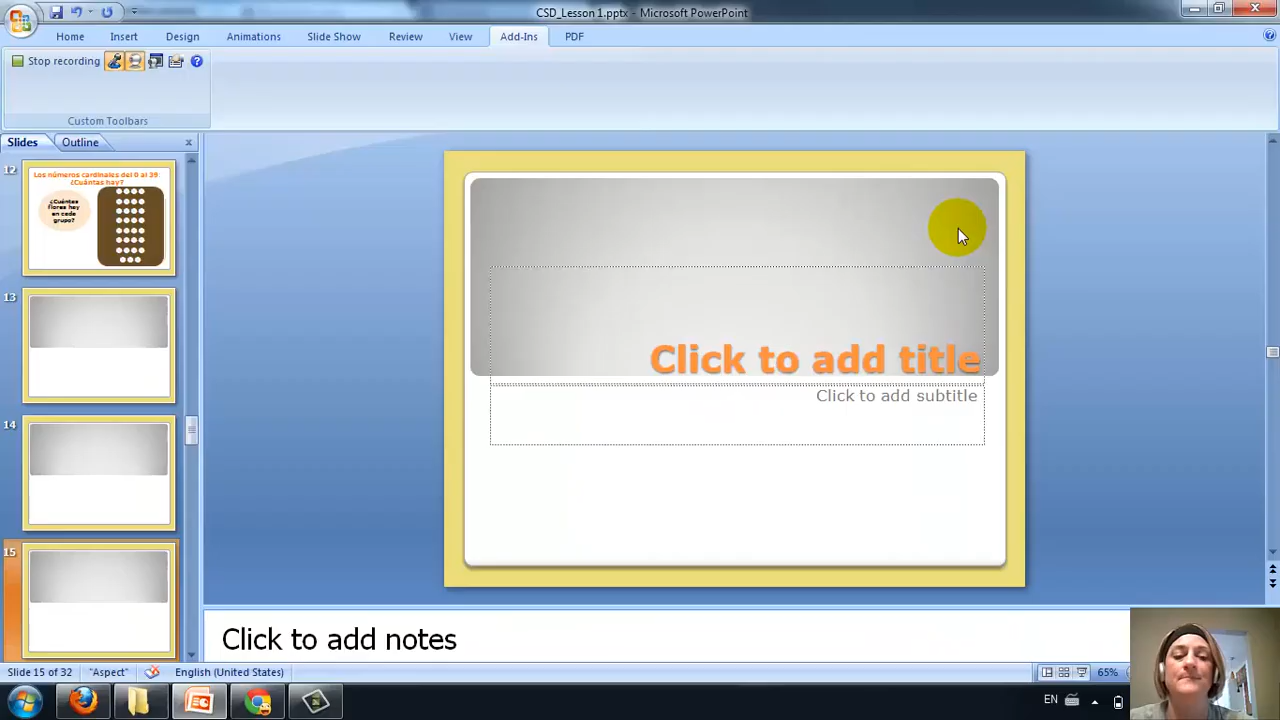 CSD_Lesson 1.pptx - Microsoft PowerPoint
Home Insert Design Animations Slide Show Review View Add-Ins PDF
Stop recording
Custom Toolbars
Slides Outline
12
Los números cardinales del 0 al 39:
¿Cuántas hay?
¿Cuántas
flores hay
en cada
grupo?
13
14
15
Click to add title
Click to add subtitle
Click to add notes
Slide 15 of 32 "Aspect" English (United States) 65%
EN